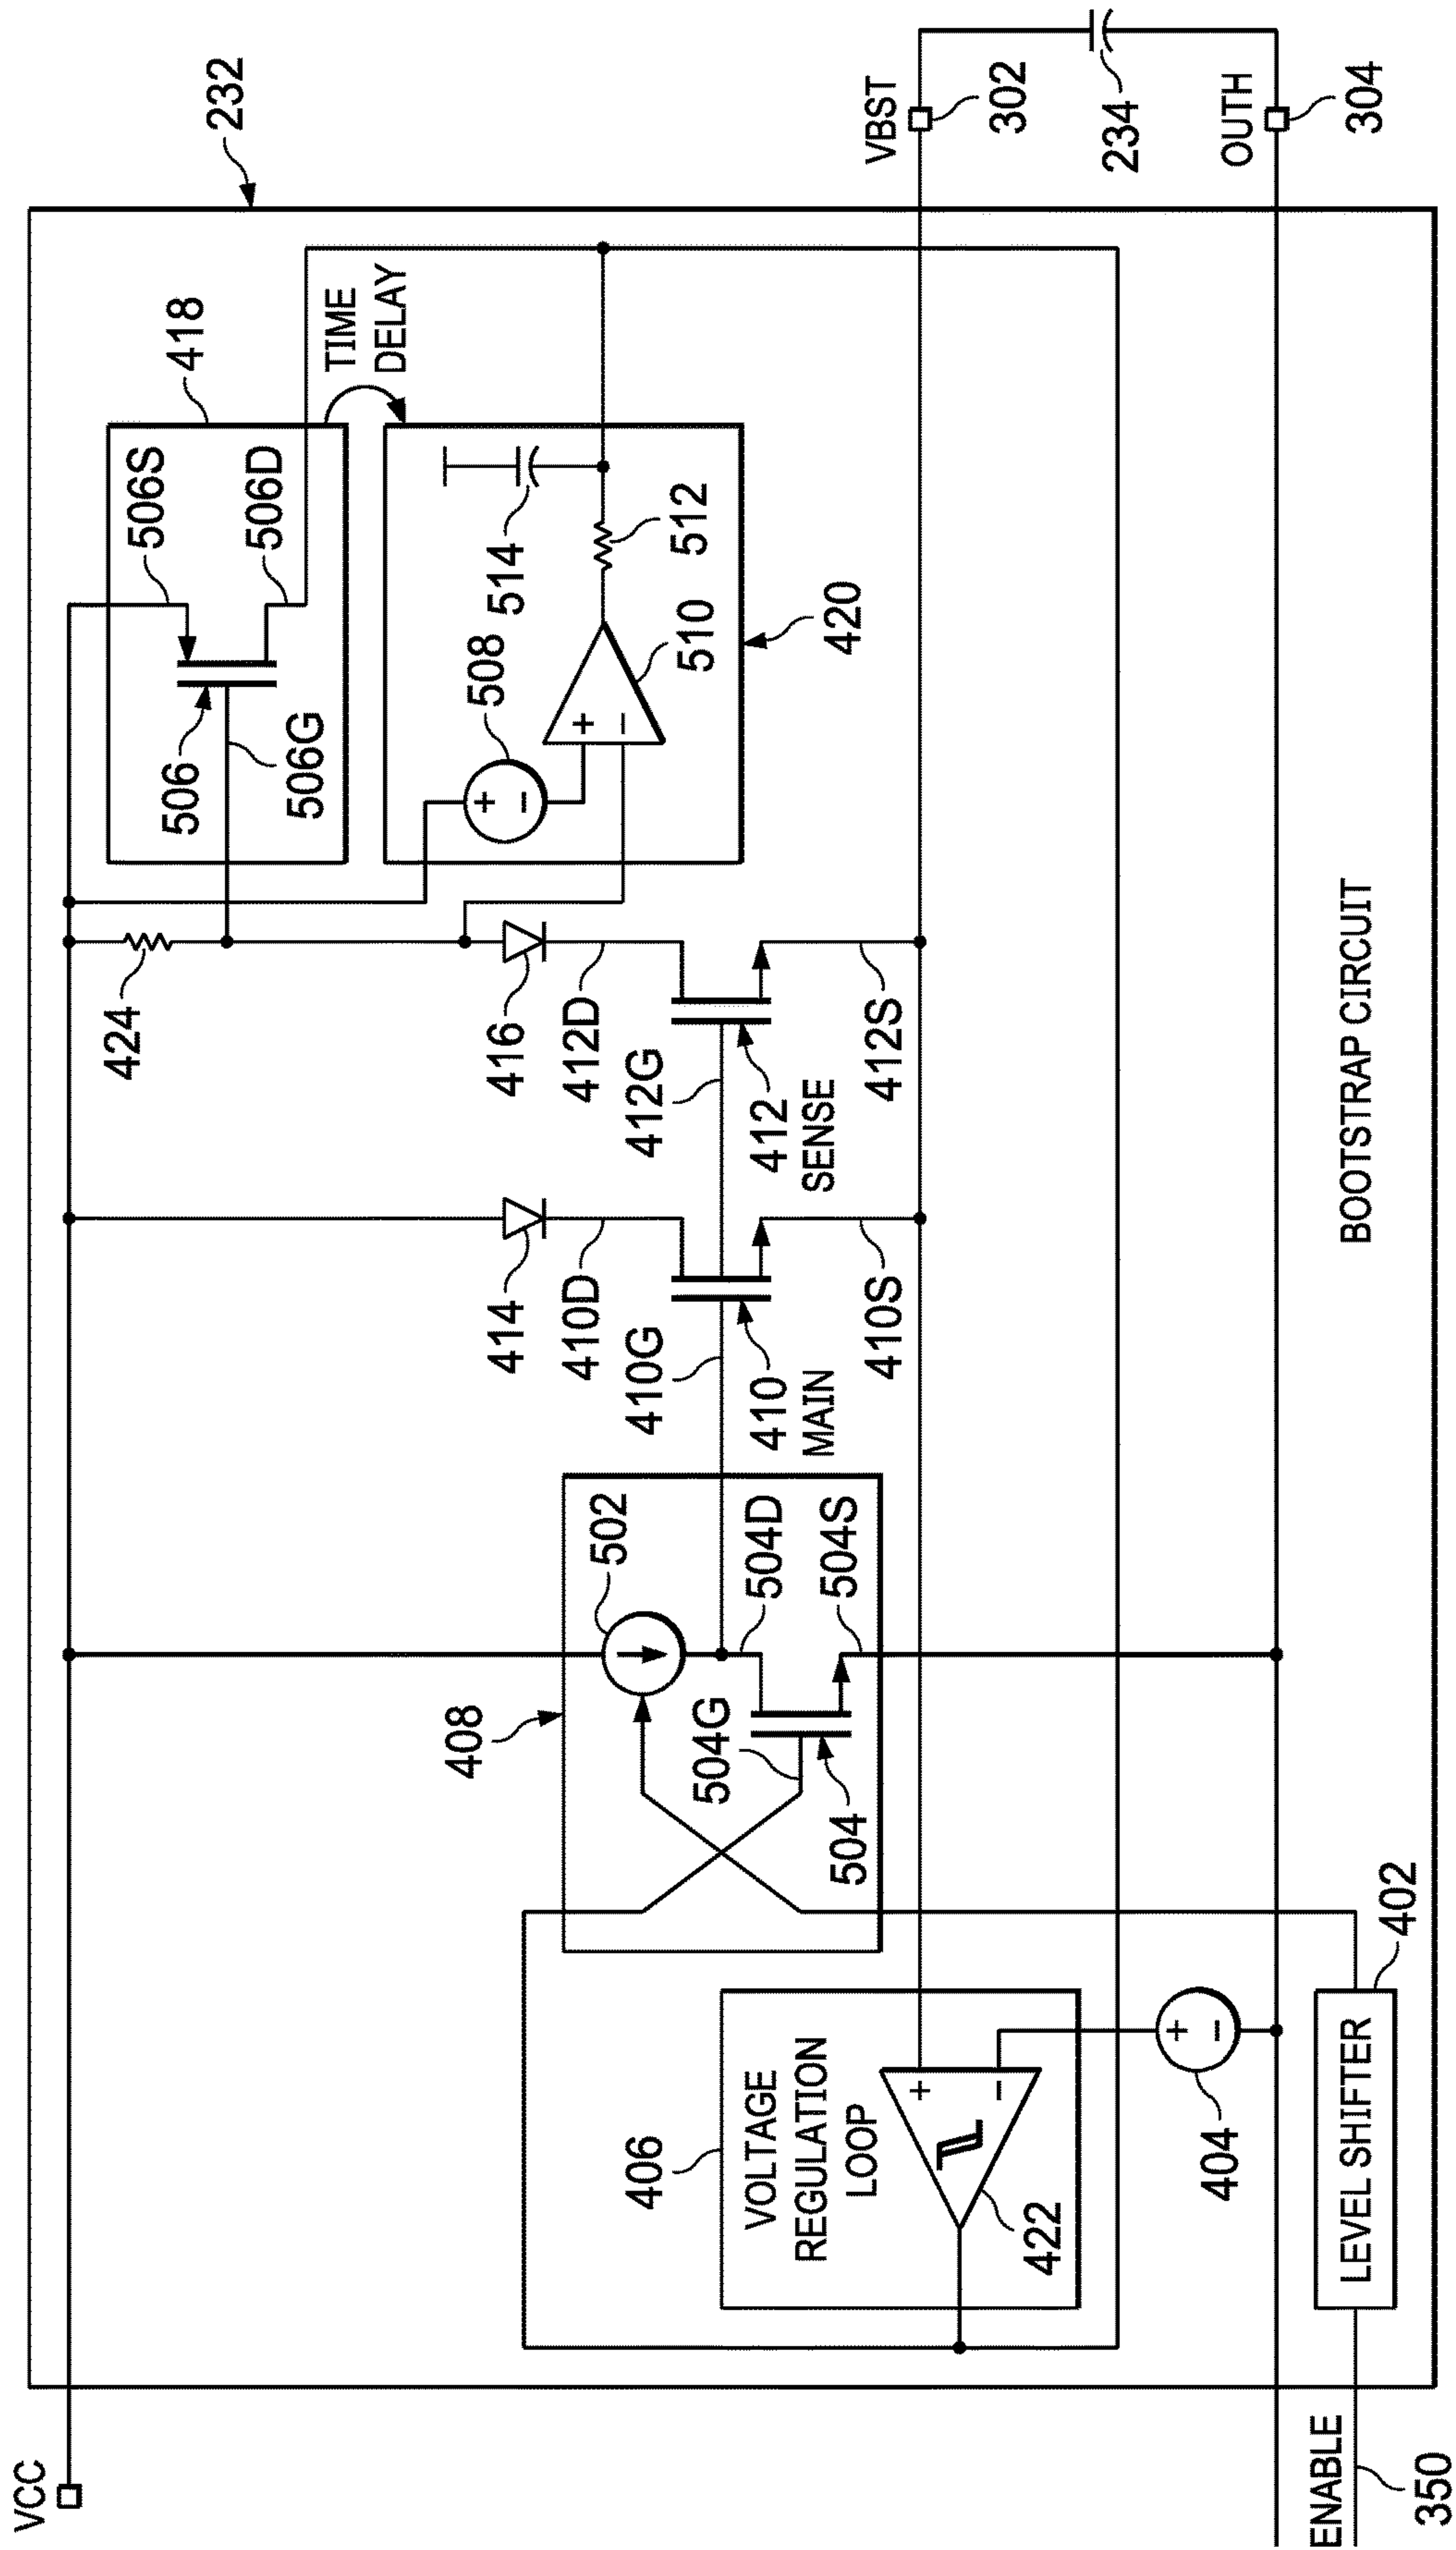 VCC
232
418
506S
506D
506
506G
TIME
DELAY
514
512
508
+
−
+
−
510
420
424
416
412D
412G
412
SENSE
412S
414
410D
410G
410
MAIN
410S
408
502
504D
504S
504G
504
VBST
302
234
OUTH
304
406
VOLTAGE
REGULATION
LOOP
+
−
422
+
−
404
402
LEVEL SHIFTER
BOOTSTRAP CIRCUIT
ENABLE
350